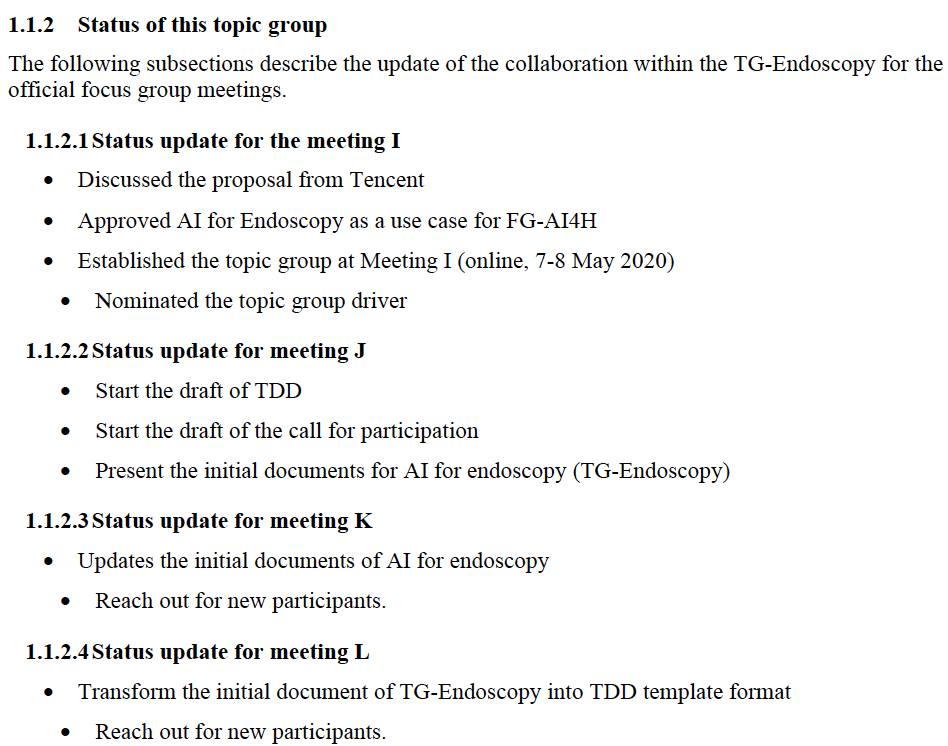 1.1.2 Status of this topic group
The following subsections describe the update of the collaboration within the TG-Endoscopy for the
official focus group meetings.
1.1.2.1 Status update for the meeting I
• Discussed the proposal from Tencent
• Approved AI for Endoscopy as a use case for FG-AI4H
• Established the topic group at Meeting I (online, 7-8 May 2020)
• Nominated the topic group driver
1.1.2.2 Status update for meeting J
• Start the draft of TDD
• Start the draft of the call for participation
• Present the initial documents for AI for endoscopy (TG-Endoscopy)
1.1.2.3 Status update for meeting K
• Updates the initial documents of AI for endoscopy
• Reach out for new participants.
1.1.2.4 Status update for meeting L
• Transform the initial document of TG-Endoscopy into TDD template format
• Reach out for new participants.